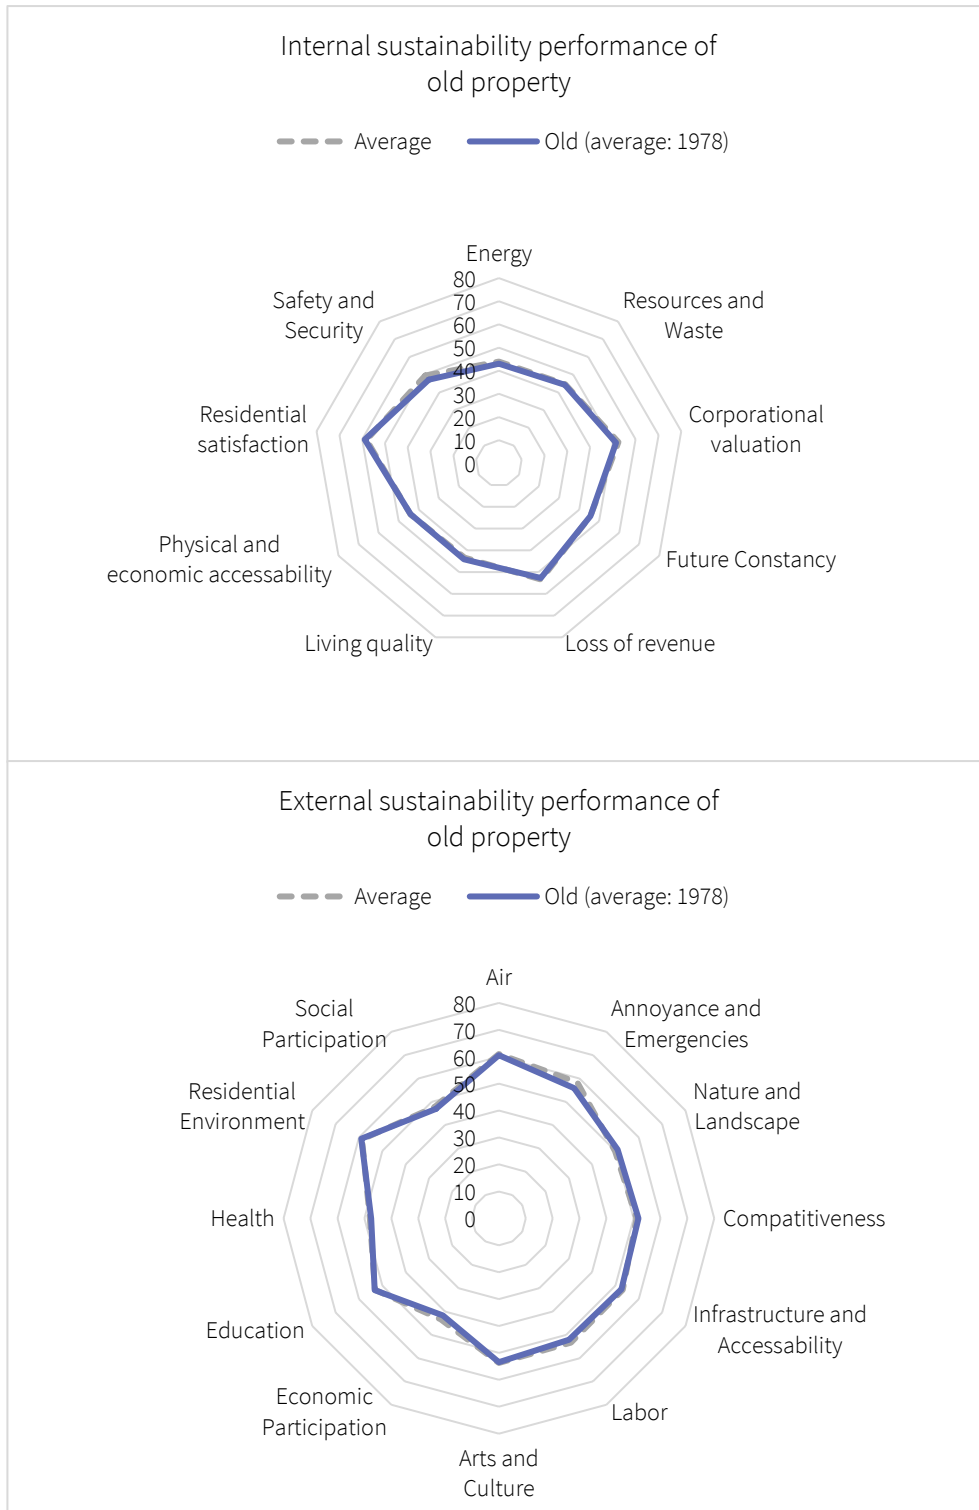 Internal sustainability performance of
old property
Average
Old (average: 1978)
Energy
Resources and
Waste
Corporational
valuation
Future Constancy
Loss of revenue
Living quality
Physical and
economic accessability
Residential
satisfaction
Safety and
Security
80
70
60
50
40
30
20
10
0
External sustainability performance of
old property
Average
Old (average: 1978)
Air
Annoyance and
Emergencies
Nature and
Landscape
Compatitiveness
Infrastructure and
Accessability
Labor
Arts and
Culture
Economic
Participation
Education
Health
Residential
Environment
Social
Participation
80
70
60
50
40
30
20
10
0